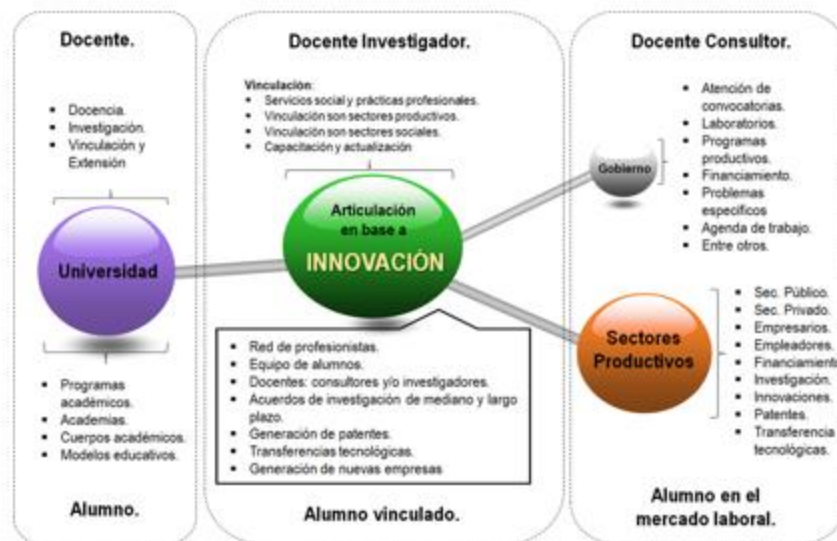 Docente.
Docencia.
Investigación.
Vinculación y
Extensión
Universidad
Programas
académicos.
Academias.
Cuerpos académicos.
Modelos educativos.
Alumno.
Docente Investigador.
Vinculación:
Servicios social y prácticas profesionales.
Vinculación son sectores productivos.
Vinculación son sectores sociales.
Capacitación y actualización
Articulación
en base a
INNOVACIÓN
Red de profesionistas.
Equipo de alumnos.
Docentes: consultores y/o investigadores.
Acuerdos de investigación de mediano y largo
plazo.
Generación de patentes.
Transferencias tecnológicas.
Generación de nuevas empresas
Alumno vinculado.
Docente Consultor.
Gobierno
Atención de
convocatorias.
Laboratorios.
Programas
productivos.
Financiamiento.
Problemas
específicos
Agenda de trabajo.
Entre otros.
Sectores
Productivos
Sec. Público.
Sec. Privado.
Empresarios.
Empleadores.
Financiamiento
Investigación.
Innovaciones.
Patentes.
Transferencia
tecnológicas.
Alumno en el
mercado laboral.